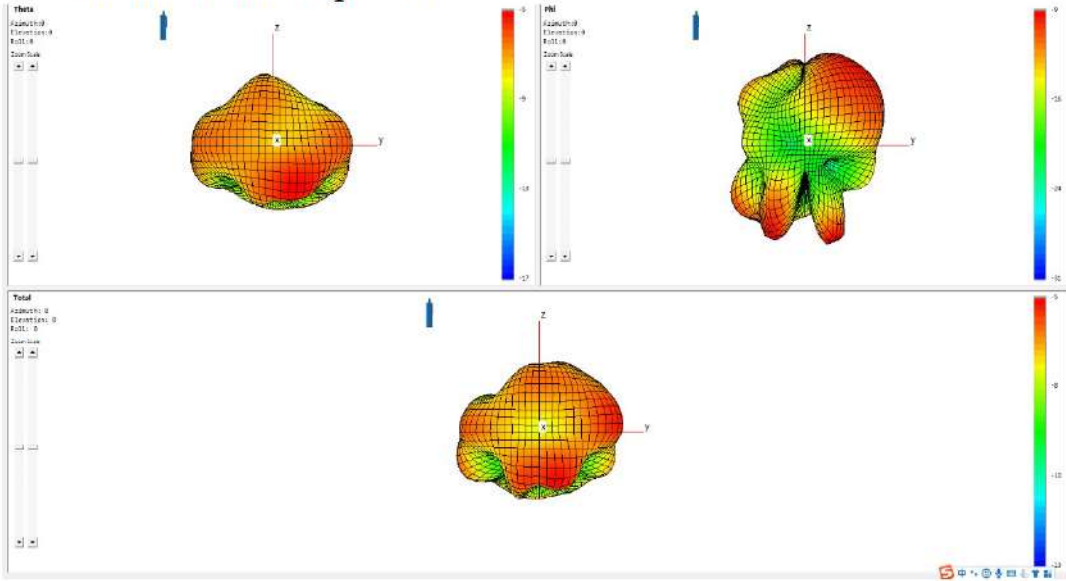 Theta
Azimuth:0
Elevation:0
Roll:0
Zoom Scale
z
x
y
-5
-9
-13
-17
Phi
Azimuth:0
Elevation:0
Roll:0
Zoom Scale
z
x
y
-9
-16
-24
-31
Total
Azimuth: 0
Elevation: 0
Roll: 0
Zoom Scale
z
x
y
-5
-8
-10
-13
中